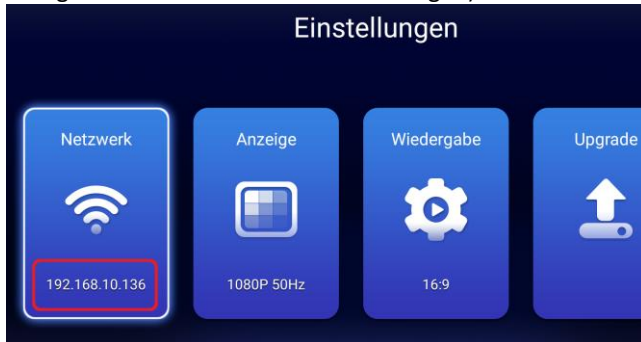 Einstellungen
Netzwerk
Anzeige
Wiedergabe
Upgrade
192.168.10.136
1080P 50Hz
16:9